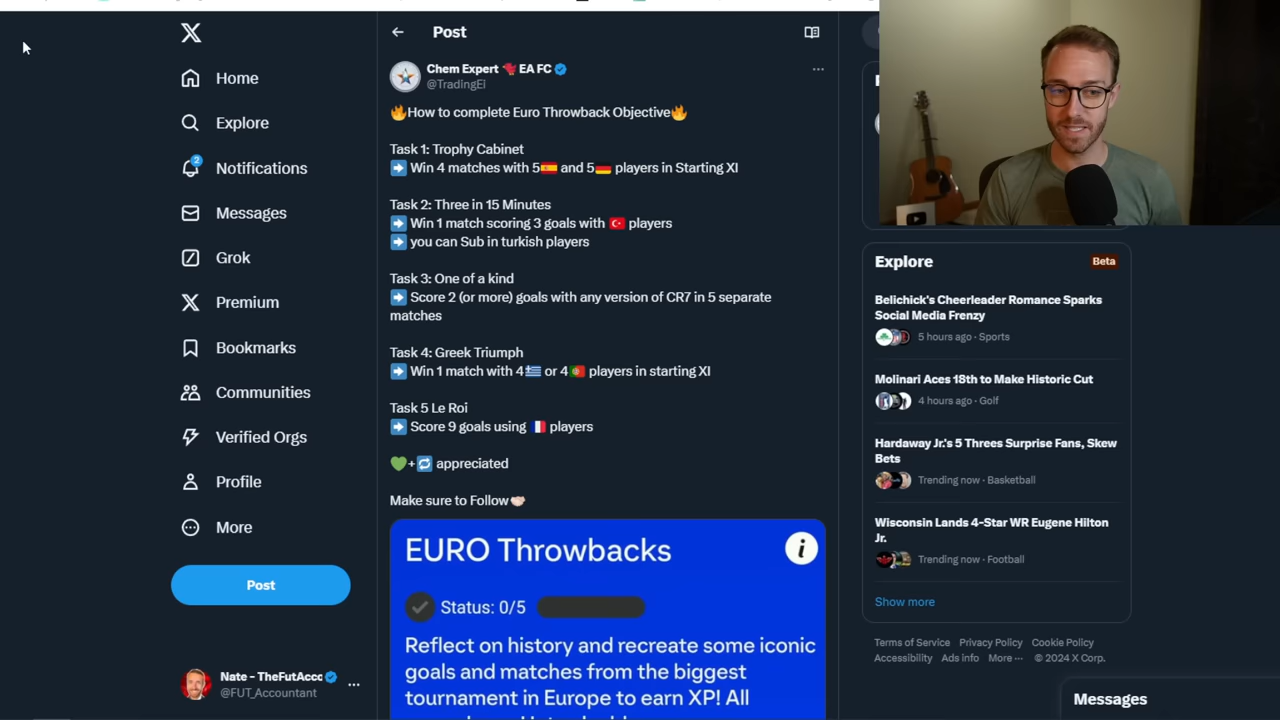 Home
Explore
2
Notifications
Messages
Grok
Premium
Bookmarks
Communities
Verified Orgs
Profile
More
Post
Nate - TheFutAccc
@FUT_Accountant
Post
Chem Expert EA FC
@TradingEl
🔥How to complete Euro Throwback Objective🔥
Task 1: Trophy Cabinet
➡️ Win 4 matches with 5🇪🇸 and 5🇩🇪 players in Starting XI
Task 2: Three in 15 Minutes
➡️ Win 1 match scoring 3 goals with 🇹🇷 players
➡️ you can Sub in turkish players
Task 3: One of a kind
➡️ Score 2 (or more) goals with any version of CR7 in 5 separate
matches
Task 4: Greek Triumph
➡️ Win 1 match with 4🇬🇷 or 4🇵🇹 players in starting XI
Task 5 Le Roi
➡️ Score 9 goals using 🇫🇷 players
💚+🔁 appreciated
Make sure to Follow🤝🏻
EURO Throwbacks
i
Status: 0/5
Reflect on history and recreate some iconic
goals and matches from the biggest
tournament in Europe to earn XP! All
Explore
Beta
Belichick's Cheerleader Romance Sparks
Social Media Frenzy
5 hours ago · Sports
Molinari Aces 18th to Make Historic Cut
4 hours ago · Golf
Hardaway Jr.'s 5 Threes Surprise Fans, Skew
Bets
Trending now · Basketball
Wisconsin Lands 4-Star WR Eugene Hilton
Jr.
Trending now · Football
Show more
Terms of Service Privacy Policy Cookie Policy
Accessibility Ads info More ··· © 2024 X Corp.
Messages